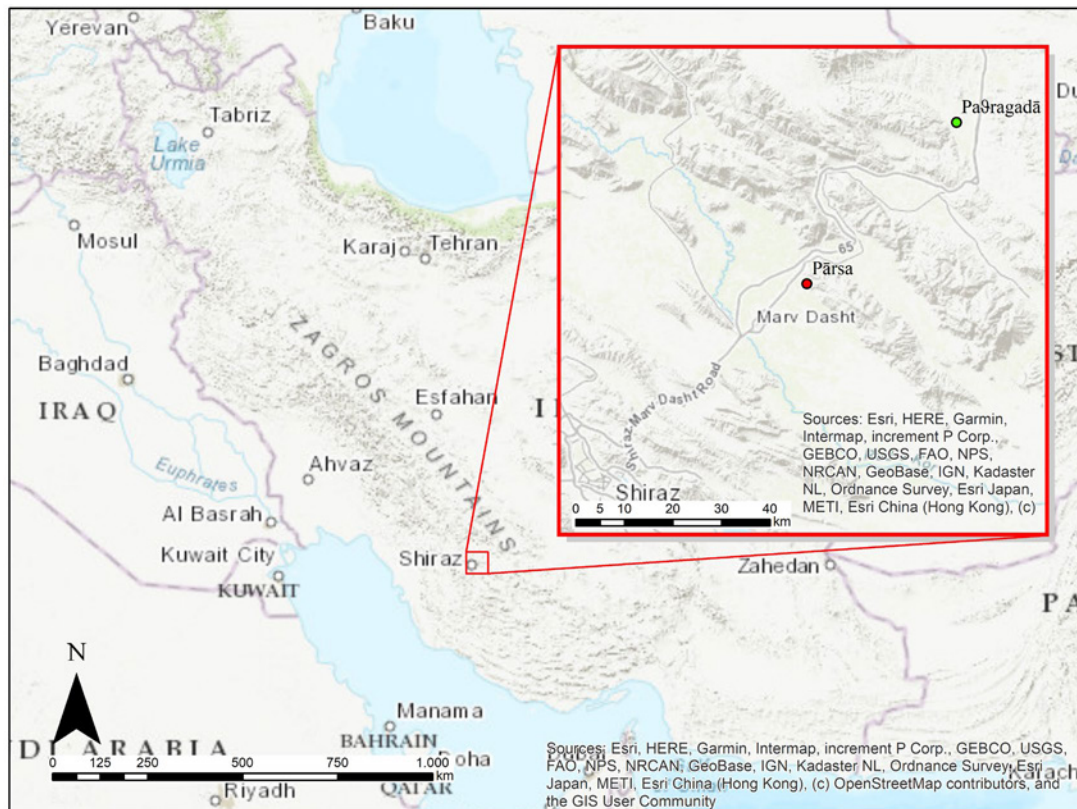 Yerevan
Baku
Tabriz
Lake
Urmia
Mosul
Karaj
Tehran
ZAGROS MOUNTAINS
Baghdad
IRAQ
Esfahan
Euphrates
Ahvaz
Al Basrah
Kuwait City
KUWAIT
Shiraz
Zahedan
PA
N
Manama
BAHRAIN
oha
QATAR
DI ARABIA
Riyadh
0 125 250 500 750 1.000
km
Paϑragadā
65
Pārsa
Marv Dasht
Shiraz-Marv Dasht Road
Shiraz
0 5 10 20 30 40
km
Sources: Esri, HERE, Garmin,
Intermap, increment P Corp.,
GEBCO, USGS, FAO, NPS,
NRCAN, GeoBase, IGN, Kadaster
NL, Ordnance Survey, Esri Japan,
METI, Esri China (Hong Kong), (c)
Sources: Esri, HERE, Garmin, Intermap, increment P Corp., GEBCO, USGS,
FAO, NPS, NRCAN, GeoBase, IGN, Kadaster NL, Ordnance Survey, Esri
Japan, METI, Esri China (Hong Kong), (c) OpenStreetMap contributors, and
the GIS User Community